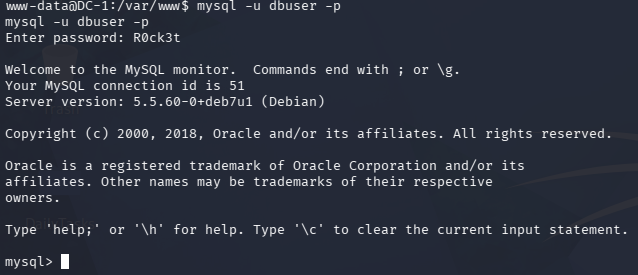 www-data@DC-1:/var/www$ mysql -u dbuser -p
mysql -u dbuser -p
Enter password: R0ck3t
Welcome to the MySQL monitor.  Commands end with ; or \g.
Your MySQL connection id is 51
Server version: 5.5.60-0+deb7u1 (Debian)
Copyright (c) 2000, 2018, Oracle and/or its affiliates. All rights reserved.
Oracle is a registered trademark of Oracle Corporation and/or its
affiliates. Other names may be trademarks of their respective
owners.
Type 'help;' or '\h' for help. Type '\c' to clear the current input statement.
mysql>